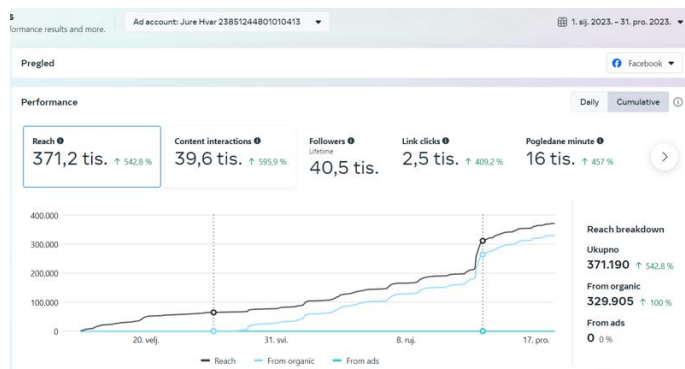 s
formance results and more.
Ad account: Jure Hvar 23851244801010413
1. sij. 2023. – 31. pro. 2023.
Pregled
Facebook
Performance
Daily
Cumulative
Reach
371,2 tis. ↑ 542,8 %
Content interactions
39,6 tis. ↑ 595,9 %
Followers
Lifetime
40,5 tis.
Link clicks
2,5 tis. ↑ 409,2 %
Pogledane minute
16 tis. ↑ 457 %
400.000
300.000
200.000
100.000
0
20. velj.
31. svi.
8. ruj.
17. pro.
Reach
From organic
From ads
Reach breakdown
Ukupno
371.190 ↑ 542,8 %
From organic
329.905 ↑ 100 %
From ads
0 0 %